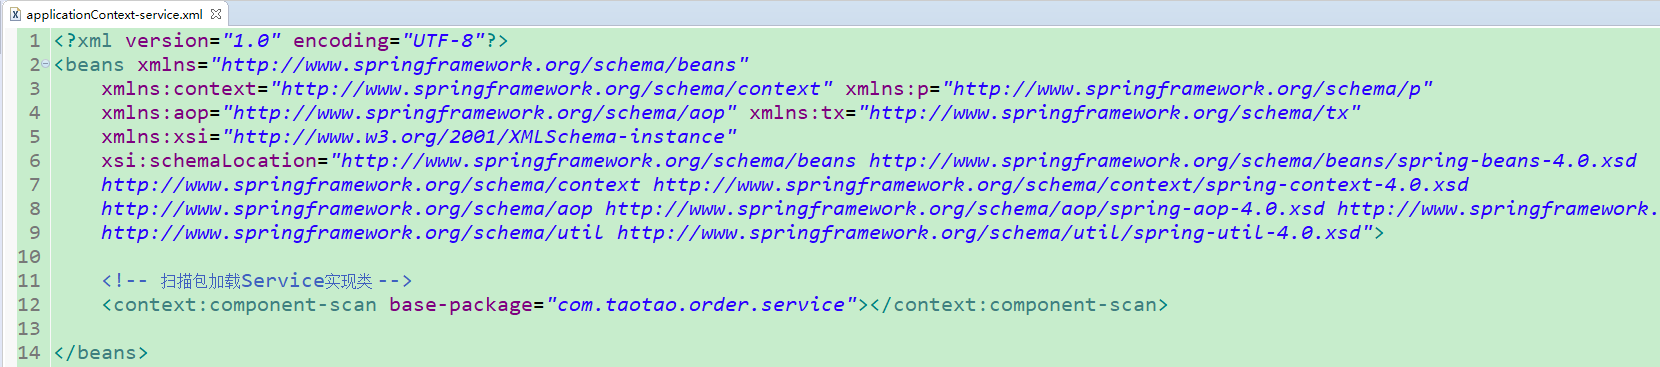 applicationContext-service.xml
1 <?xml version="1.0" encoding="UTF-8"?>
2 <beans xmlns="http://www.springframework.org/schema/beans"
3 xmlns:context="http://www.springframework.org/schema/context" xmlns:p="http://www.springframework.org/schema/p"
4 xmlns:aop="http://www.springframework.org/schema/aop" xmlns:tx="http://www.springframework.org/schema/tx"
5 xmlns:xsi="http://www.w3.org/2001/XMLSchema-instance"
6 xsi:schemaLocation="http://www.springframework.org/schema/beans http://www.springframework.org/schema/beans/spring-beans-4.0.xsd
7 http://www.springframework.org/schema/context http://www.springframework.org/schema/context/spring-context-4.0.xsd
8 http://www.springframework.org/schema/aop http://www.springframework.org/schema/aop/spring-aop-4.0.xsd http://www.springframework.
9 http://www.springframework.org/schema/util http://www.springframework.org/schema/util/spring-util-4.0.xsd">
10
11 <!-- 扫描包加载Service实现类 -->
12 <context:component-scan base-package="com.taotao.order.service"></context:component-scan>
13
14 </beans>